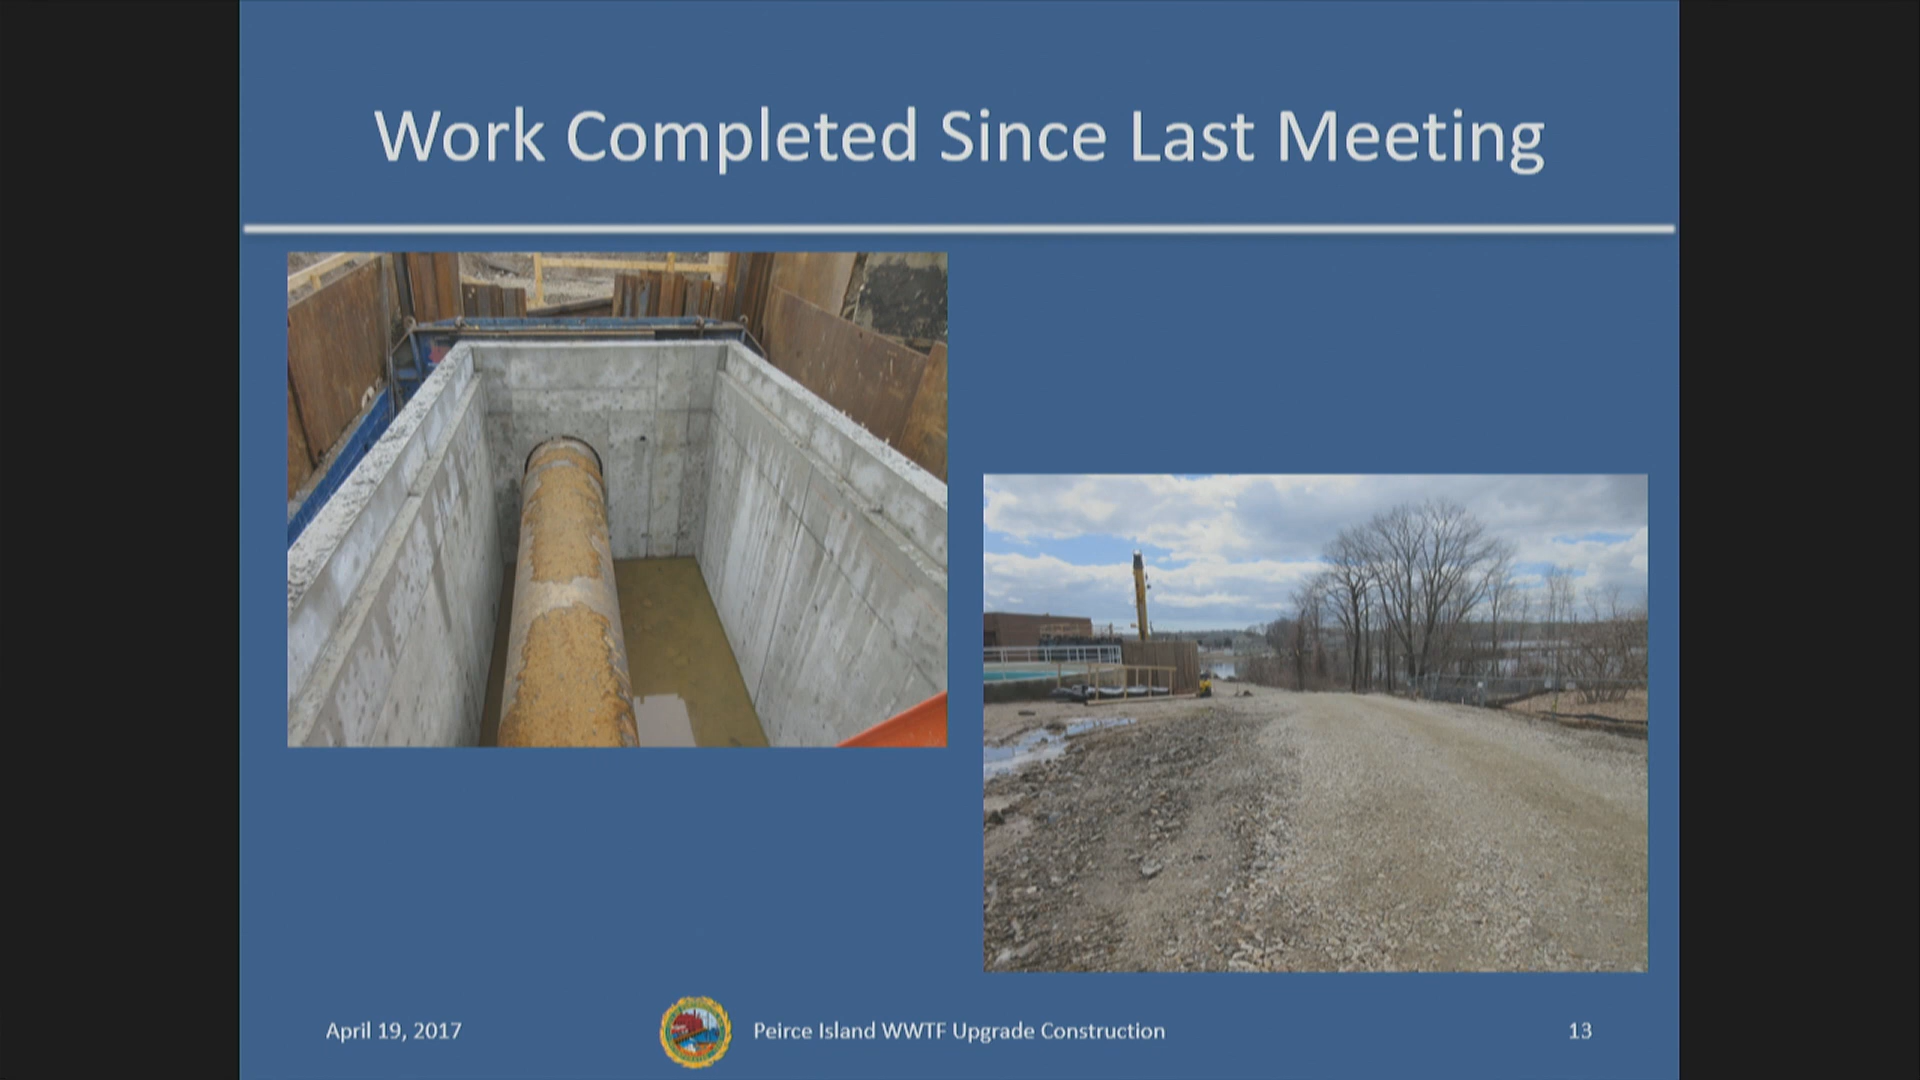 Work Completed Since Last Meeting
April 19, 2017
Peirce Island WWTF Upgrade Construction
13